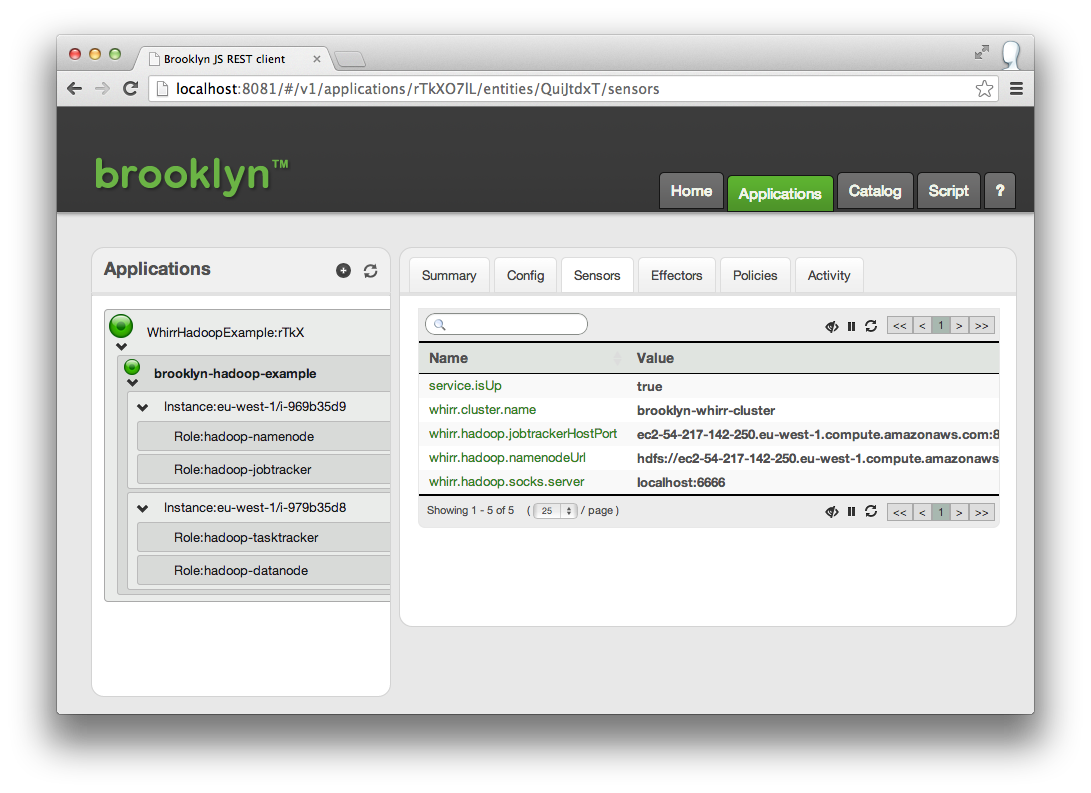 Brooklyn JS REST client
localhost:8081/#/v1/applications/rTkXO7lL/entities/QuiJtdxT/sensors
brooklyn™
Home Applications Catalog Script ?
Applications
WhirrHadoopExample:rTkX
brooklyn-hadoop-example
Instance:eu-west-1/i-969b35d9
Role:hadoop-namenode
Role:hadoop-jobtracker
Instance:eu-west-1/i-979b35d8
Role:hadoop-tasktracker
Role:hadoop-datanode
Summary Config Sensors Effectors Policies Activity
<< < 1 > >>
Name Value
service.isUp true
whirr.cluster.name brooklyn-whirr-cluster
whirr.hadoop.jobtrackerHostPort ec2-54-217-142-250.eu-west-1.compute.amazonaws.com:8
whirr.hadoop.namenodeUrl hdfs://ec2-54-217-142-250.eu-west-1.compute.amazonaws
whirr.hadoop.socks.server localhost:6666
Showing 1 - 5 of 5 ( 25 / page ) << < 1 > >>